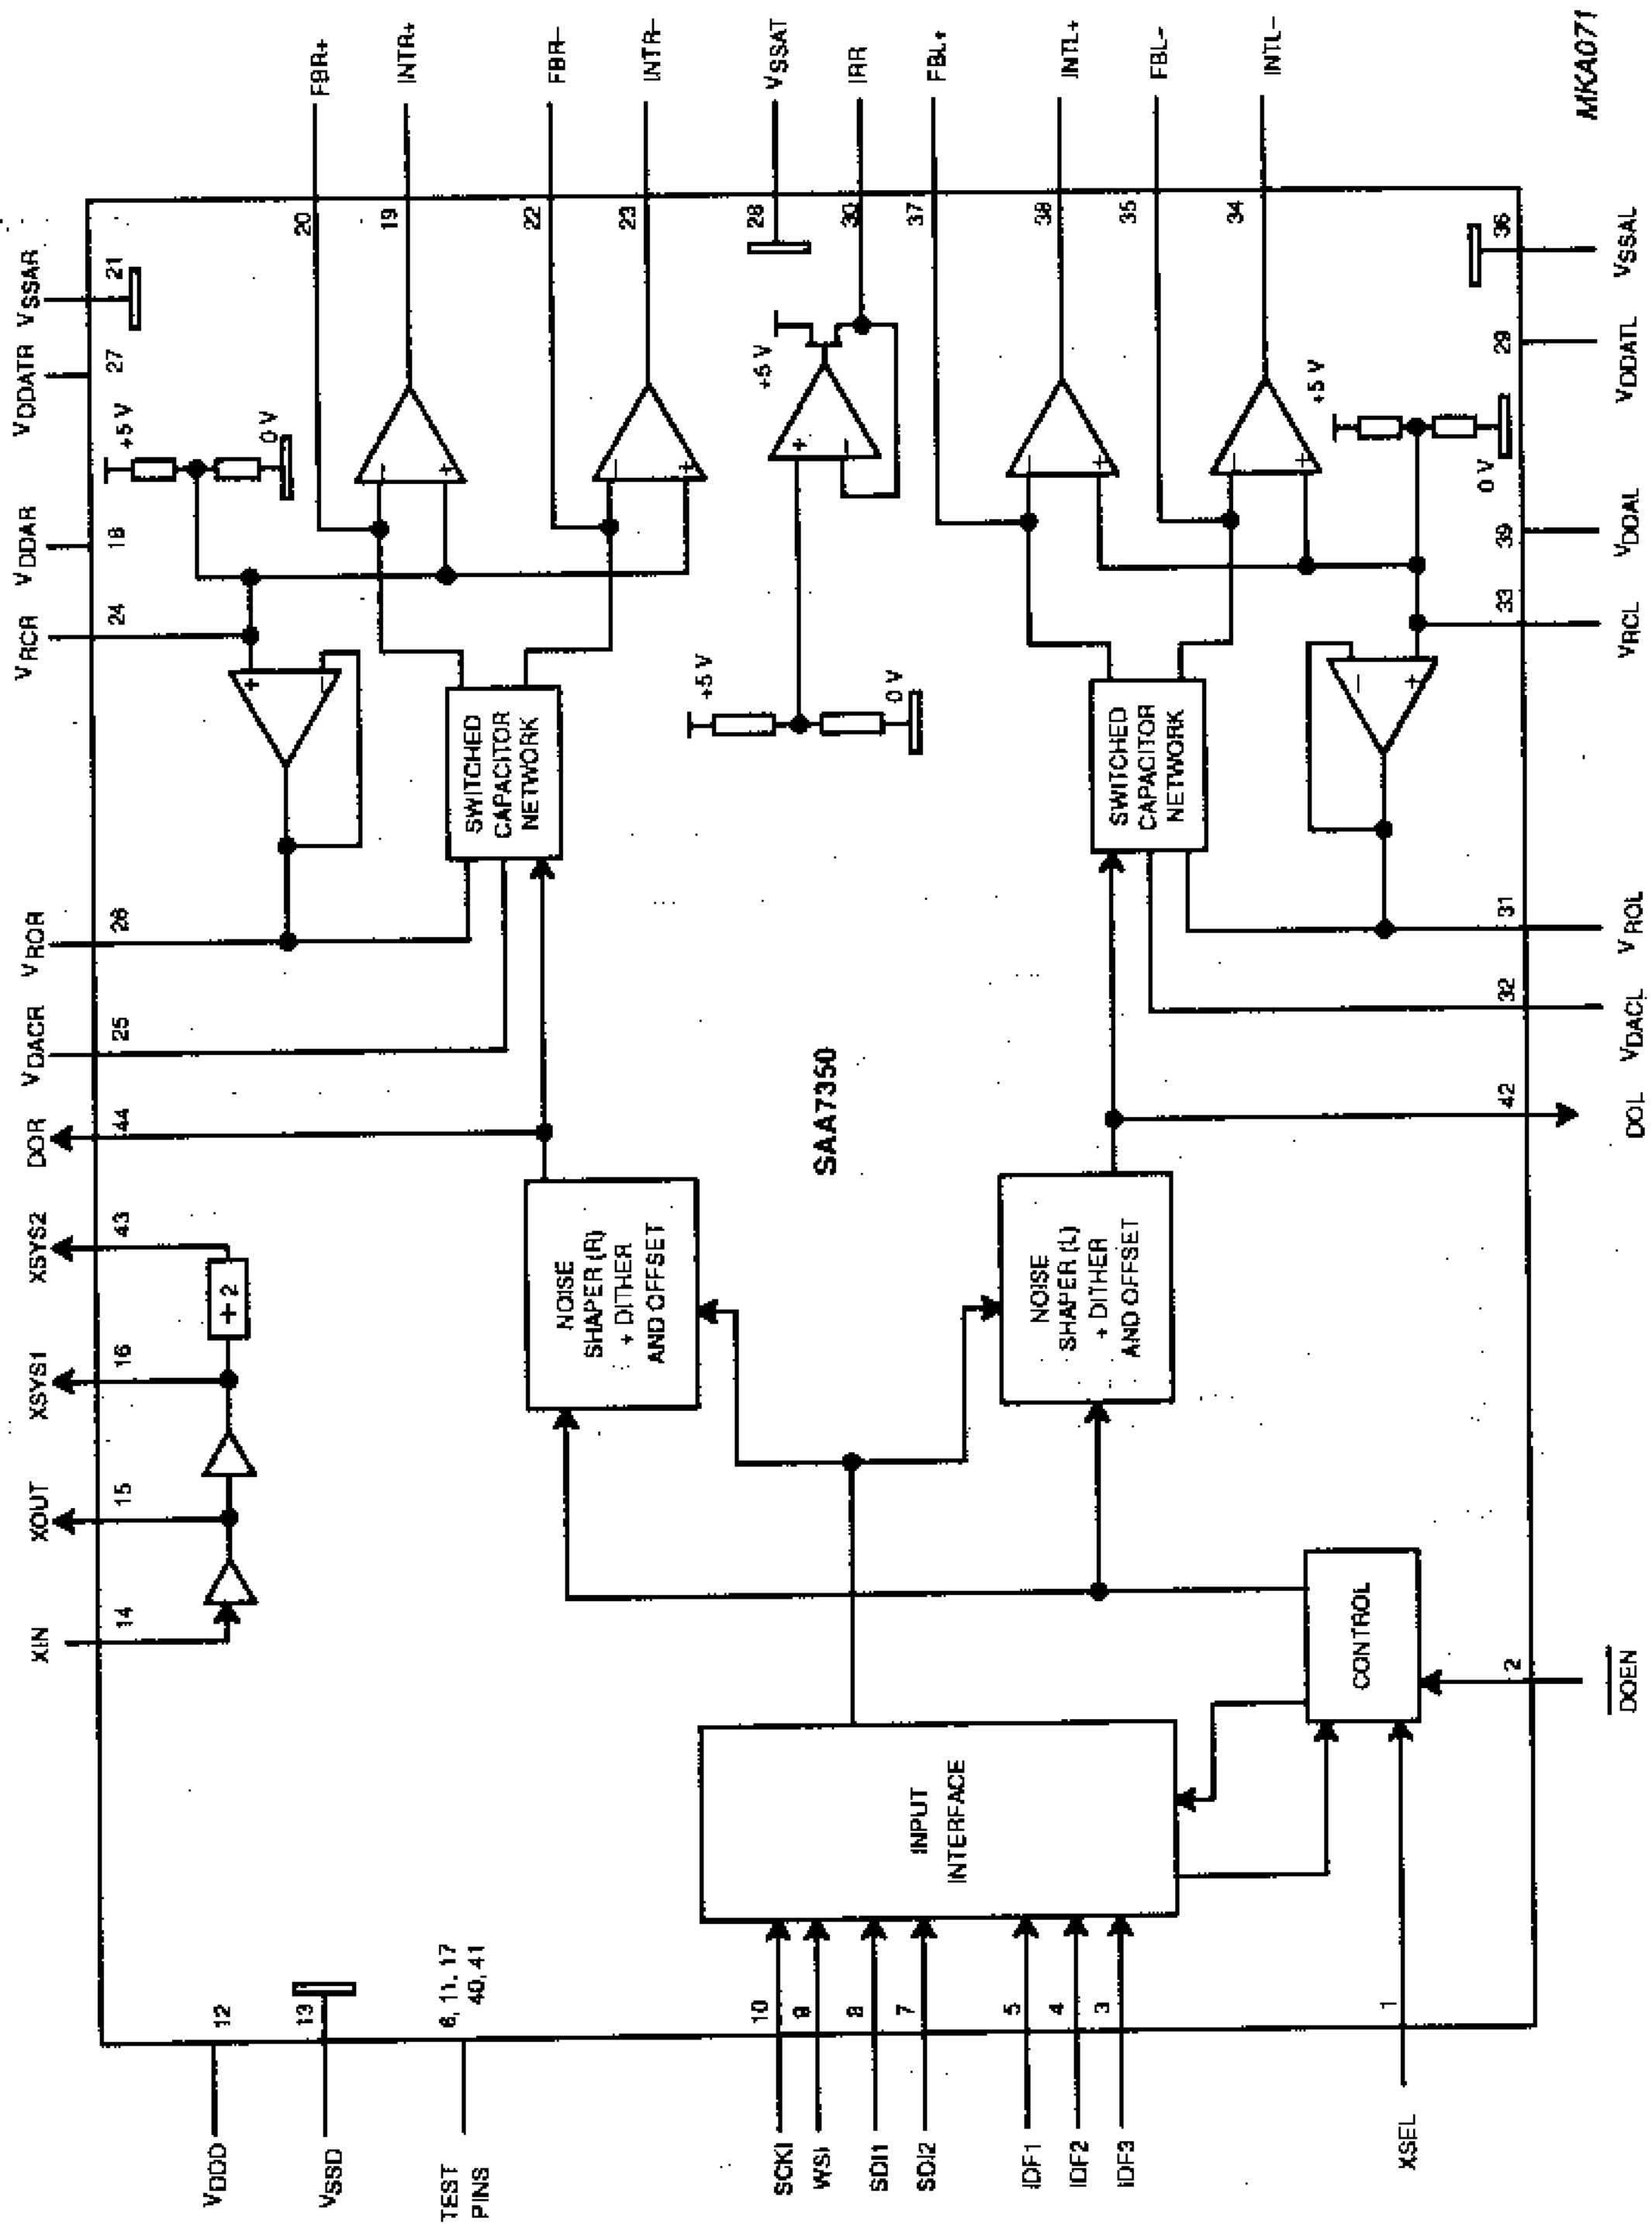 VDDD
12
VSSD
13
TEST
PINS
6, 11, 17
40, 41
SCKI
10
WSI
9
SDI1
8
SDI2
7
IDF1
5
IDF2
4
IDF3
3
XSEL
1
XIN
14
XOUT
15
XSYS1
16
XSYS2
43
÷ 2
DOR
44
VDACR
25
VROR
26
VRCR
24
VDDAR
18
VDDATR
27
VSSAR
21
+5 V
0 V
+
−
INPUT
INTERFACE
CONTROL
DOEN
2
NOISE
SHAPER (R)
+ DITHER
AND OFFSET
NOISE
SHAPER (L)
+ DITHER
AND OFFSET
SAA7350
SWITCHED
CAPACITOR
NETWORK
SWITCHED
CAPACITOR
NETWORK
−
+
−
+
+5 V
0 V
+5 V
+
−
−
+
−
+
+5 V
0 V
−
+
DOL
42
VDACL
32
VROL
31
VRCL
33
VDDAL
39
VDDATL
29
VSSAL
36
20
FBR+
19
INTR+
22
FBR−
23
INTR−
28
VSSAT
30
IRR
37
FBL+
38
INTL+
35
FBL−
34
INTL−
MKA071